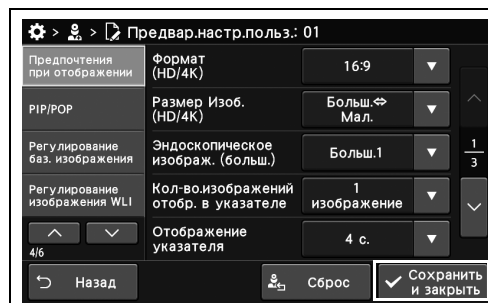 > > Предвар.настр.польз.: 01
Предпочтения
при отображении
Формат
(HD/4K)
16:9
PIP/POP
Размер Изоб.
(HD/4K)
Больш.⇔
Мал.
Регулирование
баз. изображения
Эндоскопическое
изображ. (больш.)
Больш.1
1
3
Регулирование
изображения WLI
Кол-во.изображений
отобр. в указателе
1
изображение
4/6
Отображение
указателя
4 с.
Назад
Сброс
Сохранить
и закрыть